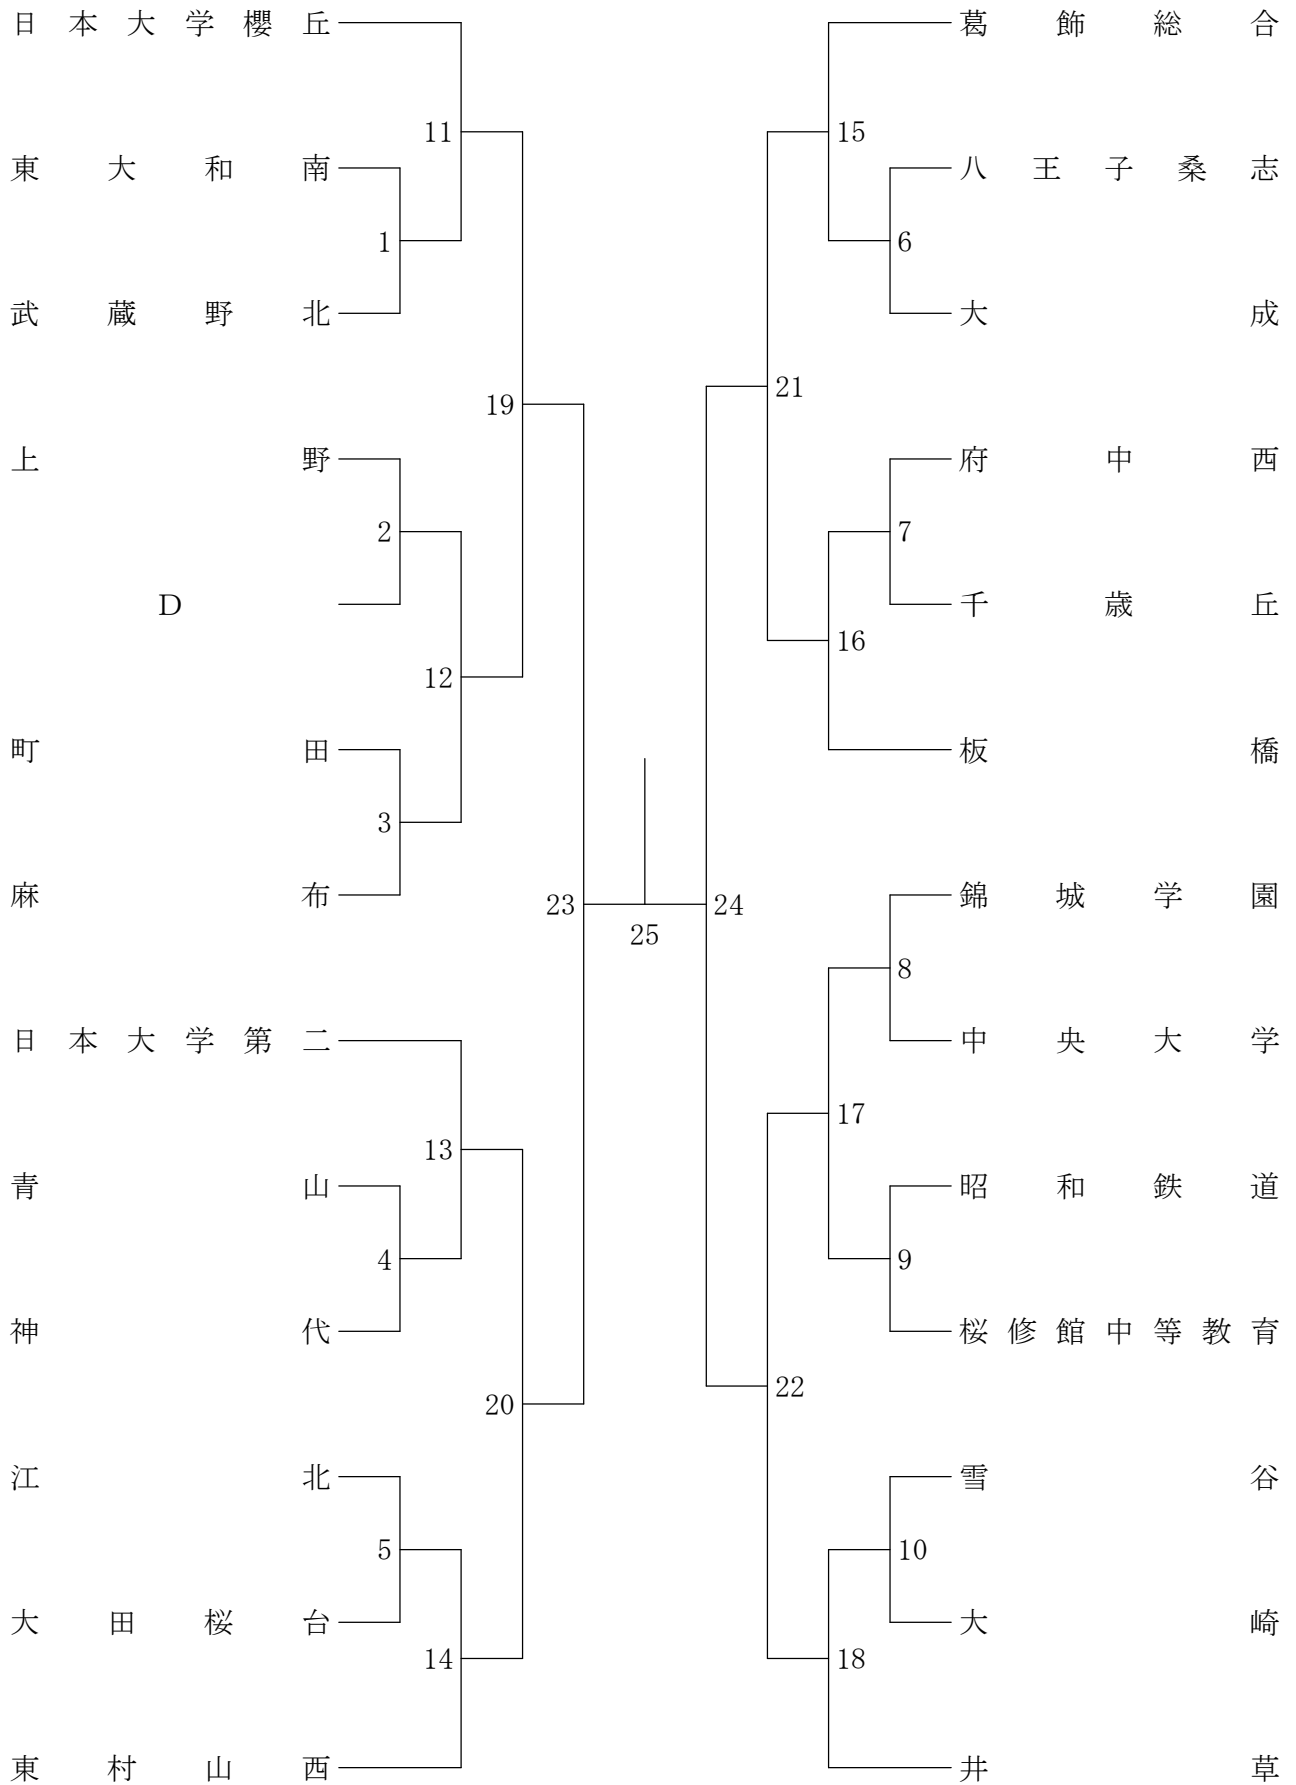 日本大学櫻丘
11
東大和南
1
武蔵野北
19
上野
2
D
12
町田
3
麻布
23
日本大学第二
13
青山
4
神代
20
江北
5
大田桜台
14
東村山西
25
葛飾総合
15
八王子桑志
6
大成
21
府中西
7
千歳丘
16
板橋
24
錦城学園
8
中央大学
17
昭和鉄道
9
桜修館中等教育
22
雪谷
10
大崎
18
井草